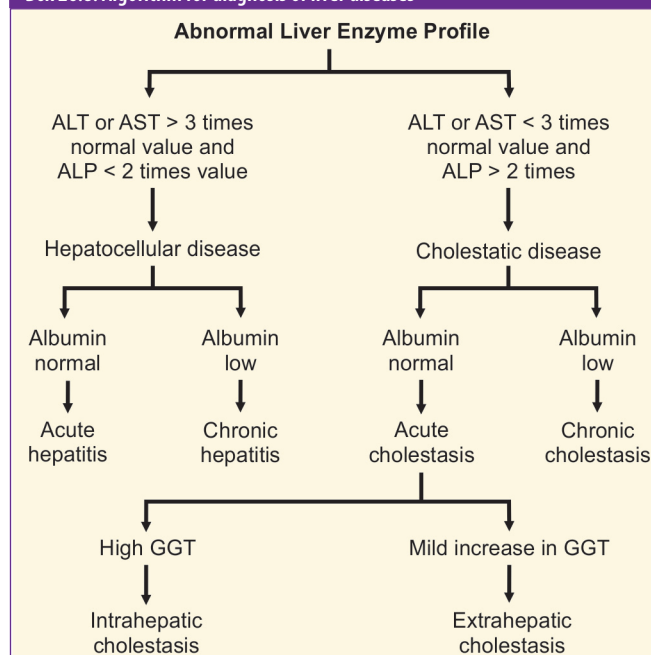 Abnormal Liver Enzyme Profile
ALT or AST > 3 times
normal value and
ALP < 2 times value
ALT or AST < 3 times
normal value and
ALP > 2 times
Hepatocellular disease
Cholestatic disease
Albumin
normal
Albumin
low
Albumin
normal
Albumin
low
Acute
hepatitis
Chronic
hepatitis
Acute
cholestasis
Chronic
cholestasis
High GGT
Mild increase in GGT
Intrahepatic
cholestasis
Extrahepatic
cholestasis